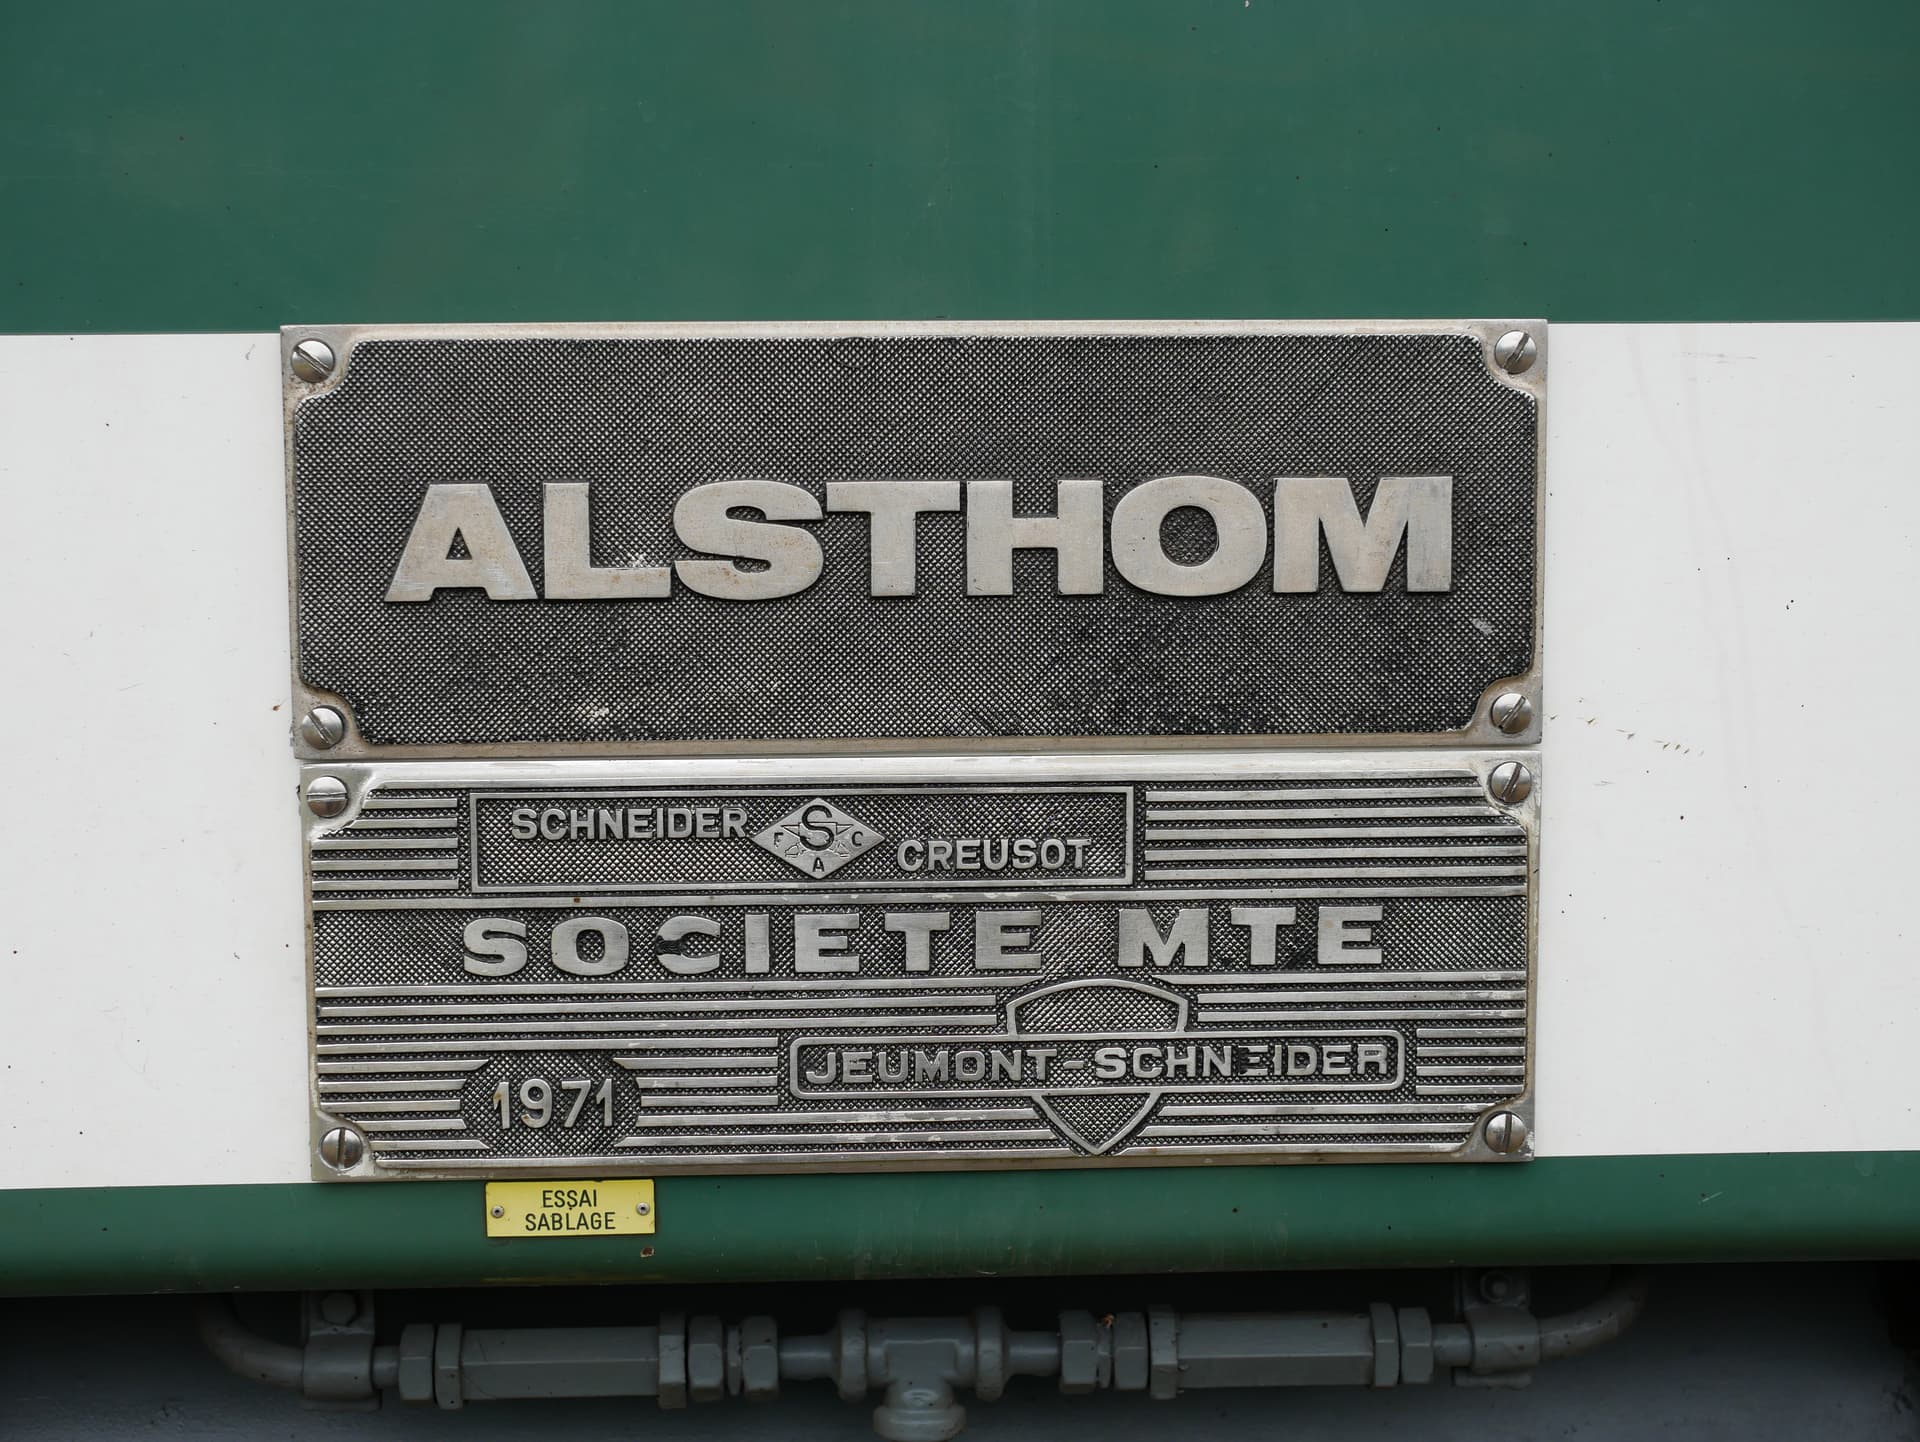 ALSTHOM
SCHNEIDER
S
F C
A
CREUSOT
SOCIETE MTE
JEUMONT-SCHNEIDER
1971
ESSAI
SABLAGE